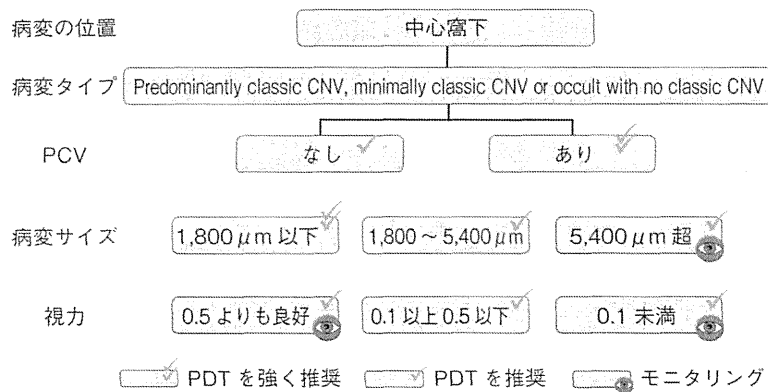 病変の位置 中心窩下
病変タイプ Predominantly classic CNV, minimally classic CNV or occult with no classic CNV
PCV なし あり
病変サイズ 1,800 μm 以下 1,800 ~ 5,400 μm 5,400 μm 超
視力 0.5 よりも良好 0.1 以上 0.5 以下 0.1 未満
PDT を強く推奨 PDT を推奨 モニタリング